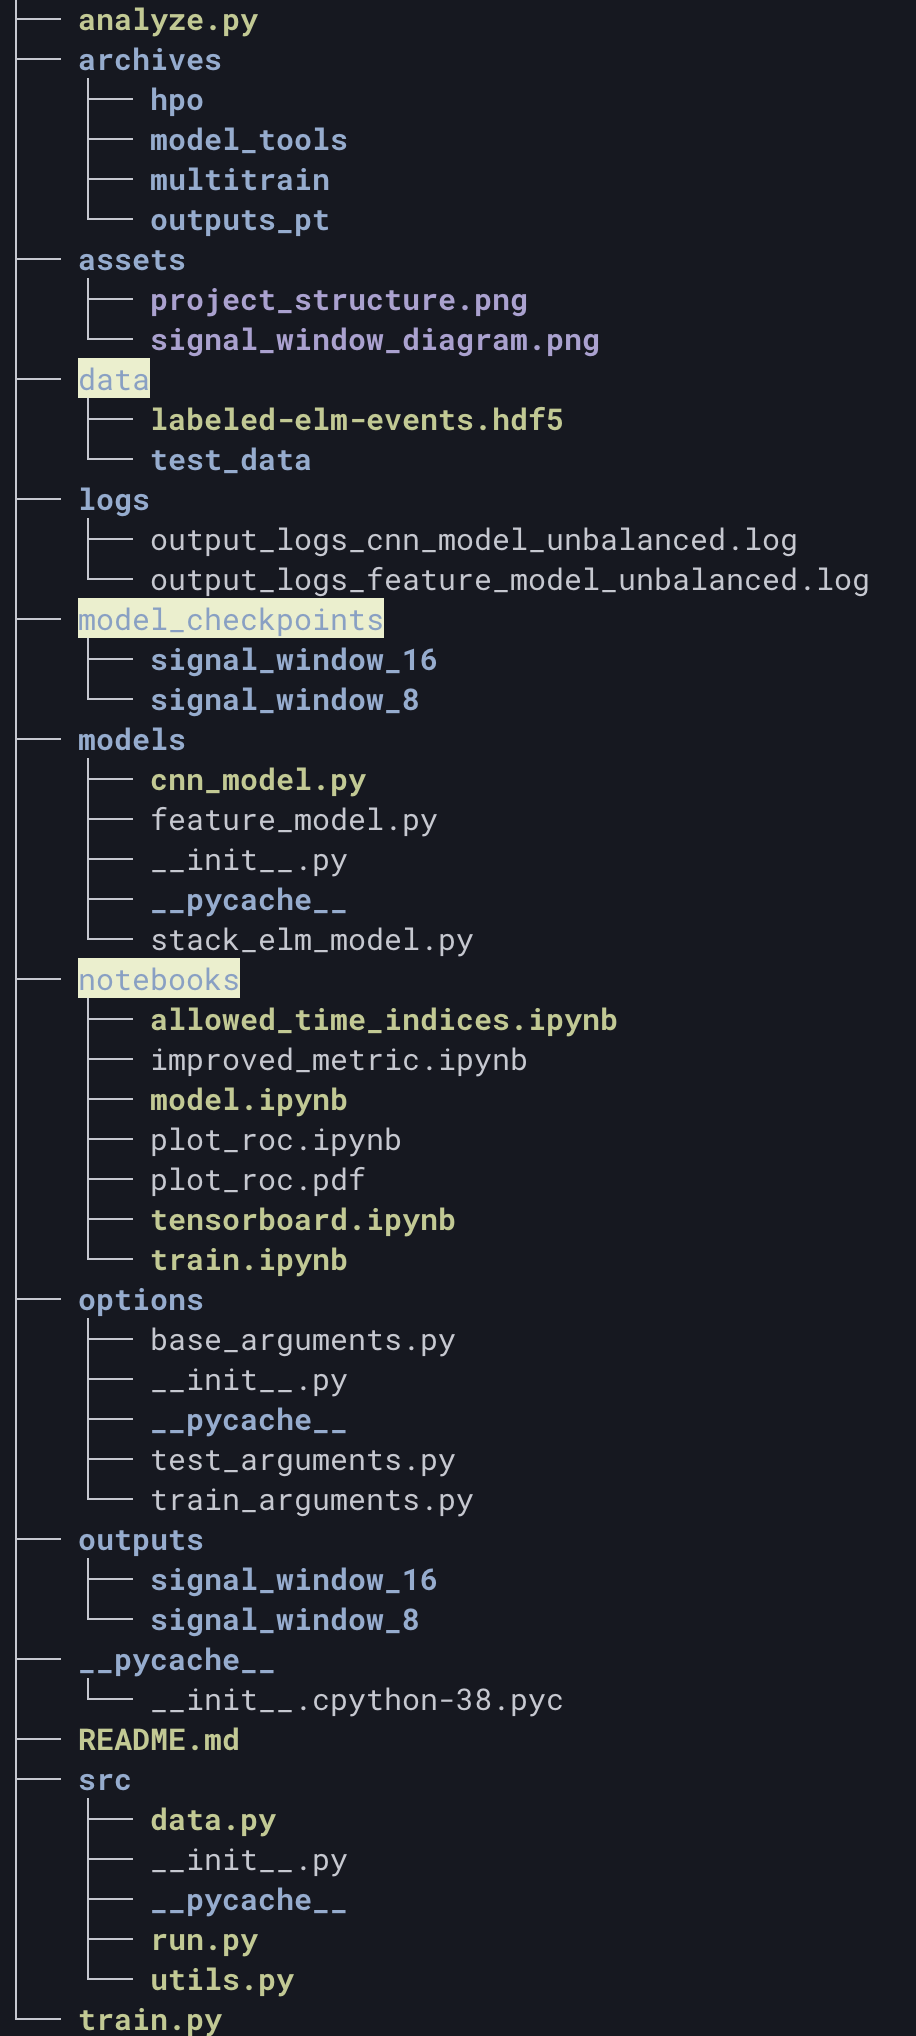 analyze.py
archives
hpo
model_tools
multitrain
outputs_pt
assets
project_structure.png
signal_window_diagram.png
data
labeled-elm-events.hdf5
test_data
logs
output_logs_cnn_model_unbalanced.log
output_logs_feature_model_unbalanced.log
model_checkpoints
signal_window_16
signal_window_8
models
cnn_model.py
feature_model.py
__init__.py
__pycache__
stack_elm_model.py
notebooks
allowed_time_indices.ipynb
improved_metric.ipynb
model.ipynb
plot_roc.ipynb
plot_roc.pdf
tensorboard.ipynb
train.ipynb
options
base_arguments.py
__init__.py
__pycache__
test_arguments.py
train_arguments.py
outputs
signal_window_16
signal_window_8
__pycache__
__init__.cpython-38.pyc
README.md
src
data.py
__init__.py
__pycache__
run.py
utils.py
train.py